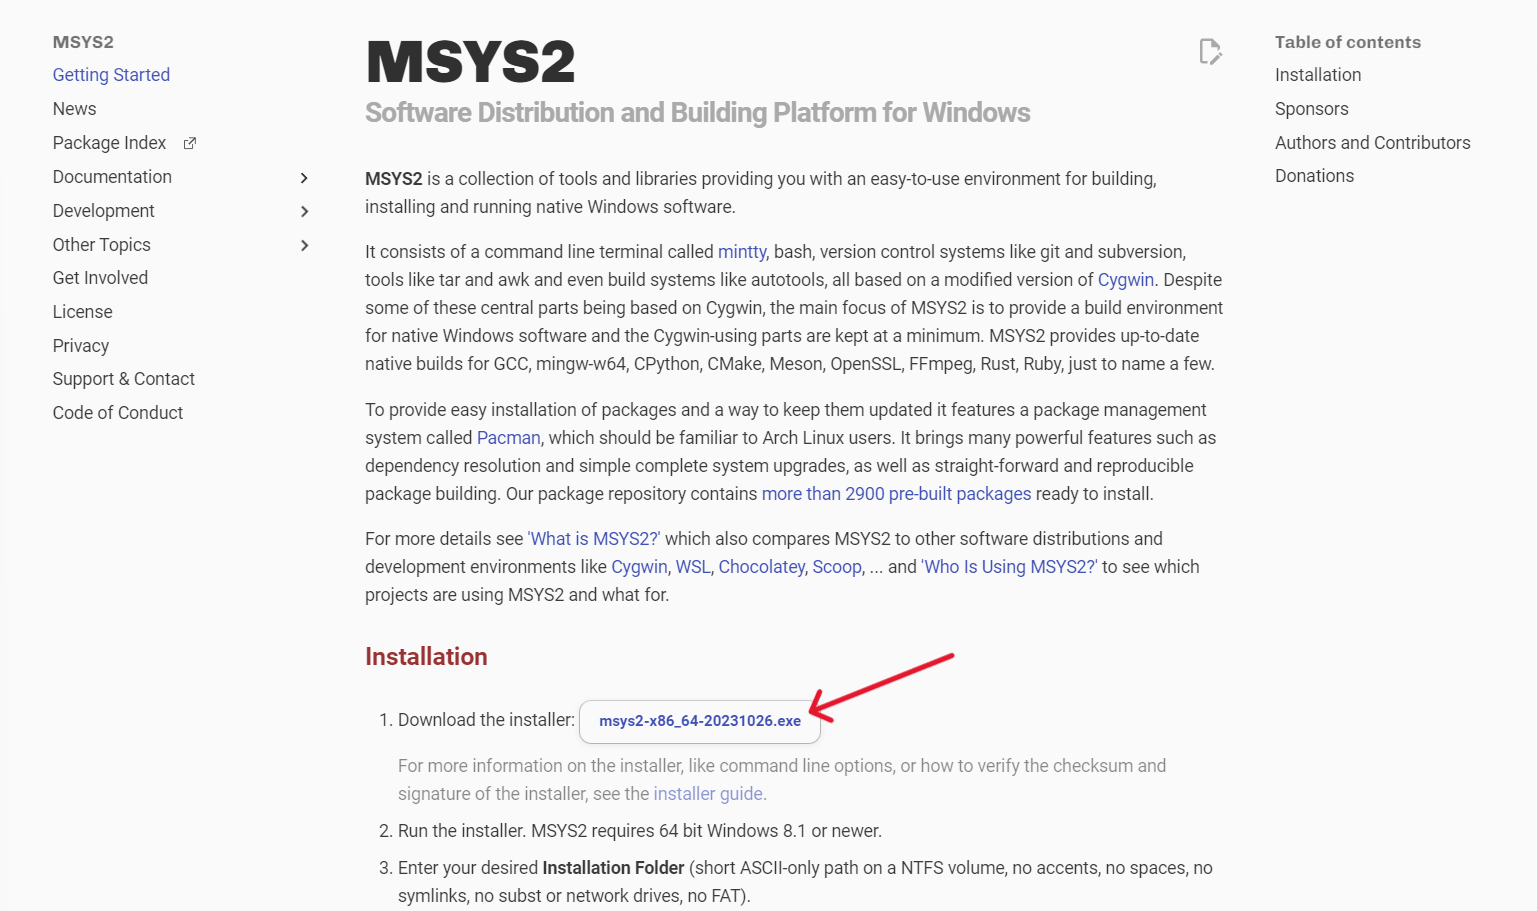 MSYS2
Getting Started
News
Package Index
Documentation
Development
Other Topics
Get Involved
License
Privacy
Support & Contact
Code of Conduct
MSYS2
Software Distribution and Building Platform for Windows
MSYS2 is a collection of tools and libraries providing you with an easy-to-use environment for building,
installing and running native Windows software.
It consists of a command line terminal called mintty, bash, version control systems like git and subversion,
tools like tar and awk and even build systems like autotools, all based on a modified version of Cygwin. Despite
some of these central parts being based on Cygwin, the main focus of MSYS2 is to provide a build environment
for native Windows software and the Cygwin-using parts are kept at a minimum. MSYS2 provides up-to-date
native builds for GCC, mingw-w64, CPython, CMake, Meson, OpenSSL, FFmpeg, Rust, Ruby, just to name a few.
To provide easy installation of packages and a way to keep them updated it features a package management
system called Pacman, which should be familiar to Arch Linux users. It brings many powerful features such as
dependency resolution and simple complete system upgrades, as well as straight-forward and reproducible
package building. Our package repository contains more than 2900 pre-built packages ready to install.
For more details see 'What is MSYS2?' which also compares MSYS2 to other software distributions and
development environments like Cygwin, WSL, Chocolatey, Scoop, ... and 'Who Is Using MSYS2?' to see which
projects are using MSYS2 and what for.
Installation
1. Download the installer: msys2-x86_64-20231026.exe
For more information on the installer, like command line options, or how to verify the checksum and
signature of the installer, see the installer guide.
2. Run the installer. MSYS2 requires 64 bit Windows 8.1 or newer.
3. Enter your desired Installation Folder (short ASCII-only path on a NTFS volume, no accents, no spaces, no
symlinks, no subst or network drives, no FAT).
Table of contents
Installation
Sponsors
Authors and Contributors
Donations